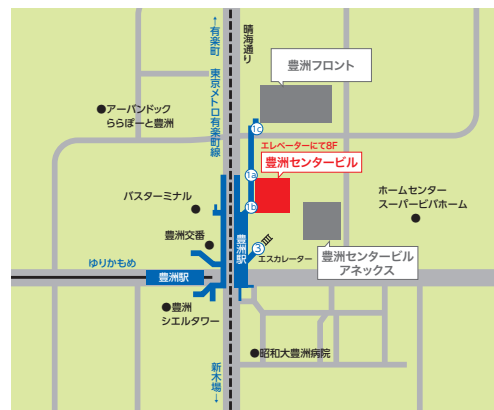 ←有楽町
晴海通り
東京メトロ有楽町線
豊洲フロント
●アーバンドック
ららぽーと豊洲
1c
エレベーターにて8F
豊洲センタービル
1a
1b
バスターミナル
ホームセンター
スーパービバホーム
豊洲交番
豊洲駅
3
エスカレーター
豊洲センタービル
アネックス
ゆりかもめ
豊洲駅
●豊洲
シエルタワー
●昭和大豊洲病院
新木場→